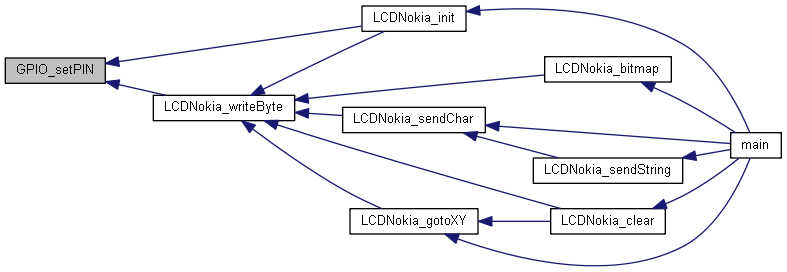 LCDNokia_init
GPIO_setPIN
LCDNokia_bitmap
LCDNokia_writeByte
LCDNokia_sendChar
main
LCDNokia_sendString
LCDNokia_gotoXY
LCDNokia_clear